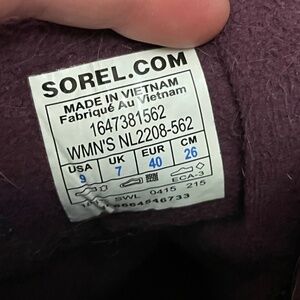 SOREL.COM
MADE IN VIETNAM
Fabriqué Au Vietnam
1647381562
WMN'S NL2208-562
USA UK EUR CM
9 7 40 26
ECA-3
SWL 0415 215